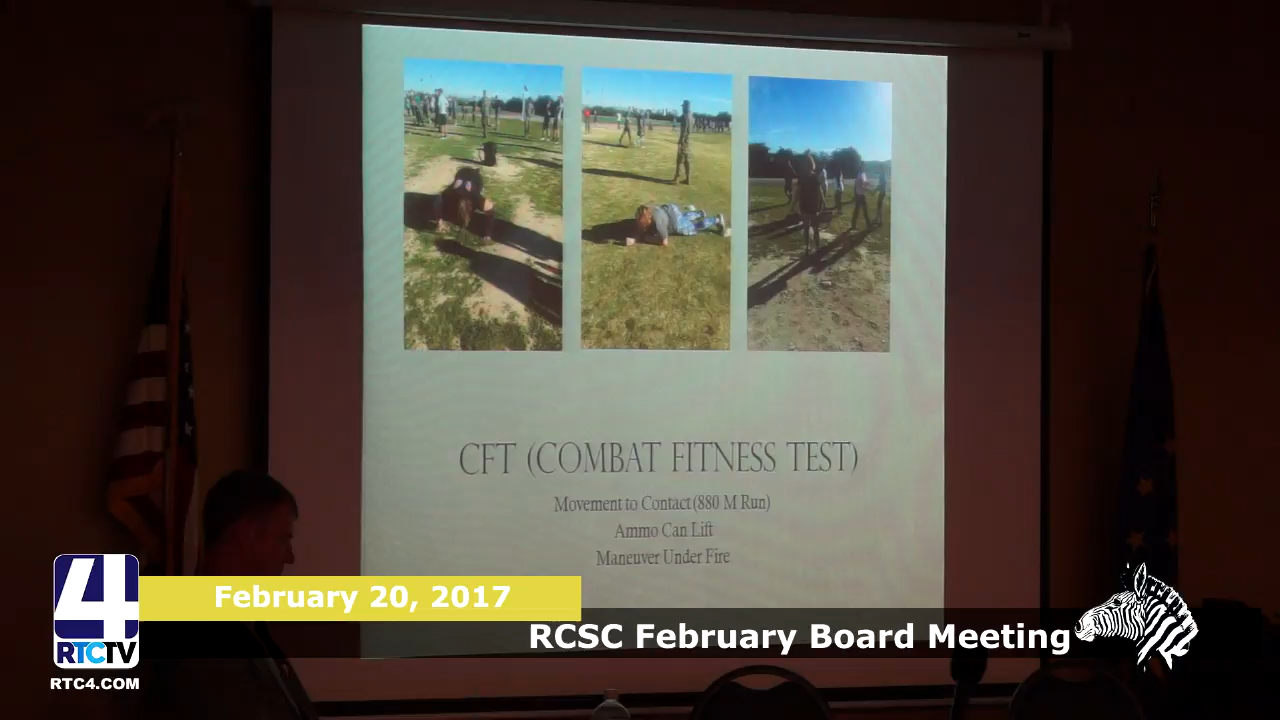 CFT (COMBAT FITNESS TEST)
Movement to Contact (880 M Run)
Ammo Can Lift
Maneuver Under Fire
4
February 20, 2017
RCSC February Board Meeting
RTCTV
RTC4.COM